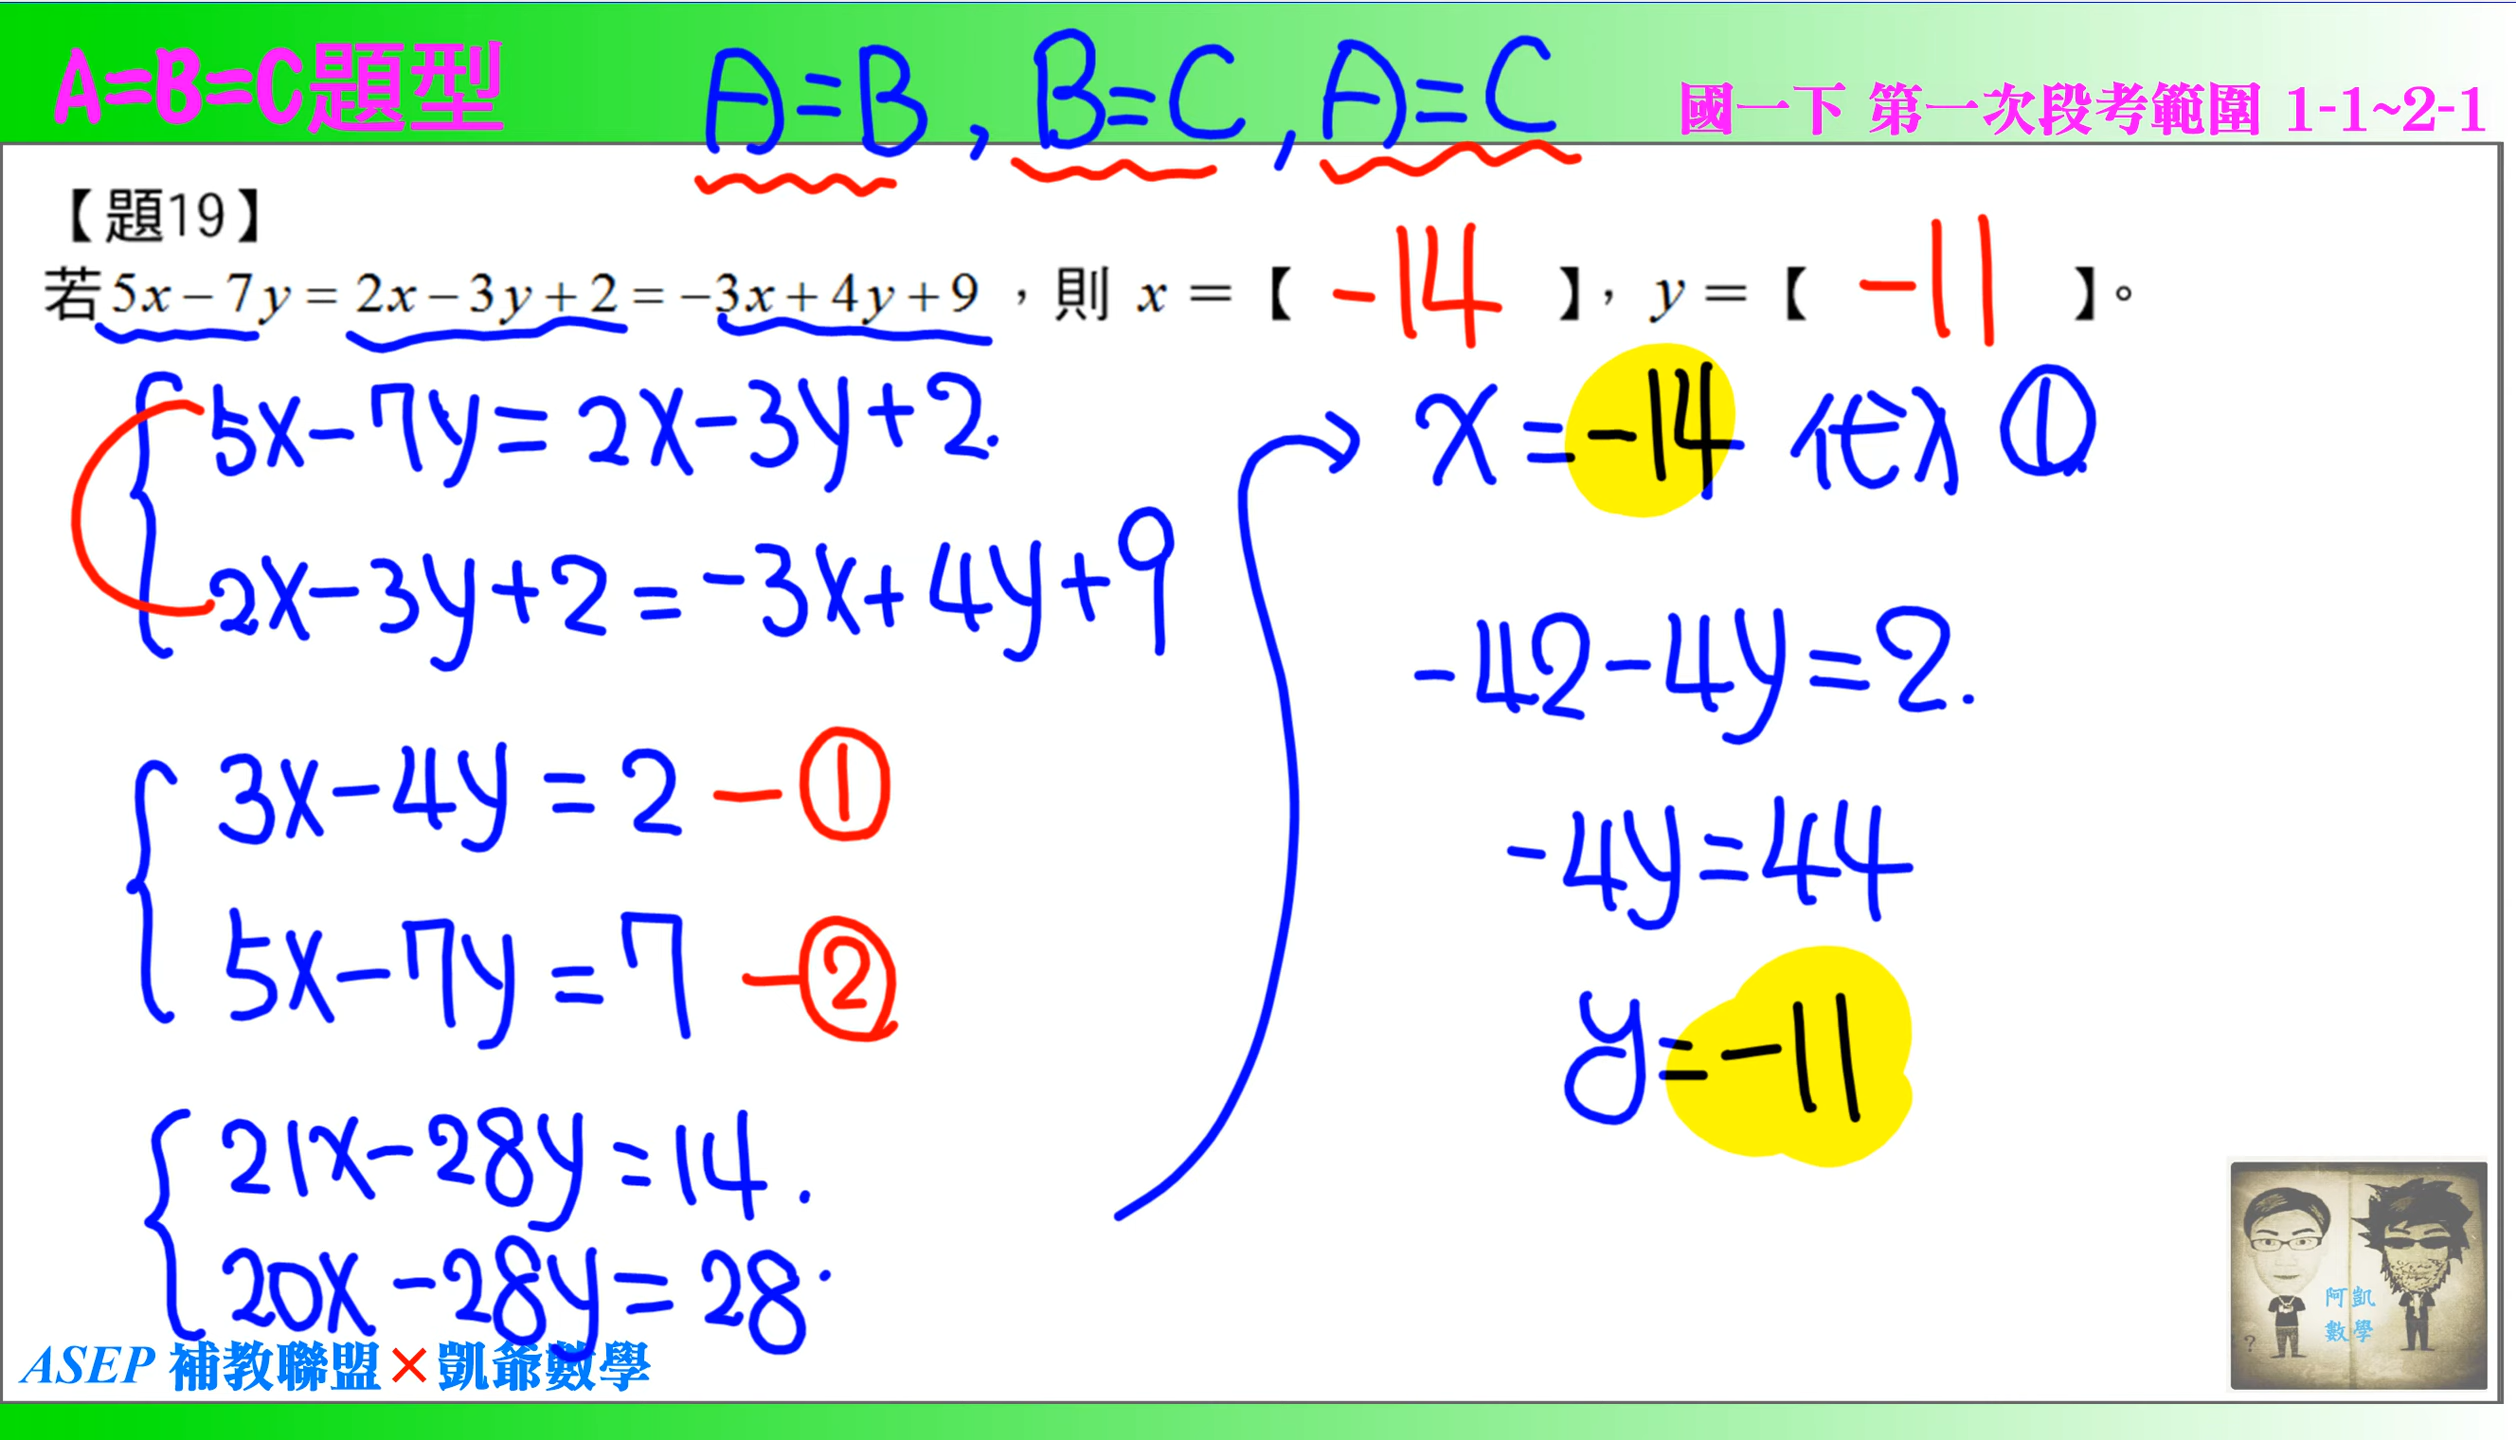 A=B=C題型
A=B , B=C , A=C
國一下 第一次段考範圍 1-1~2-1
【題19】
若 5x－7y＝2x－3y＋2＝－3x＋4y＋9 ，則 x＝【 －14 】，y＝【 －11 】。
5x－7y＝2x－3y＋2.
2x－3y＋2＝－3x＋4y＋9
3x－4y＝2 －①
5x－7y＝7 －②
21x－28y＝14.
20x－28y＝28.
x＝－14 代入①
－42－4y＝2.
－4y＝44
y＝－11
ASEP 補教聯盟×凱爺數學
阿凱
數學
?